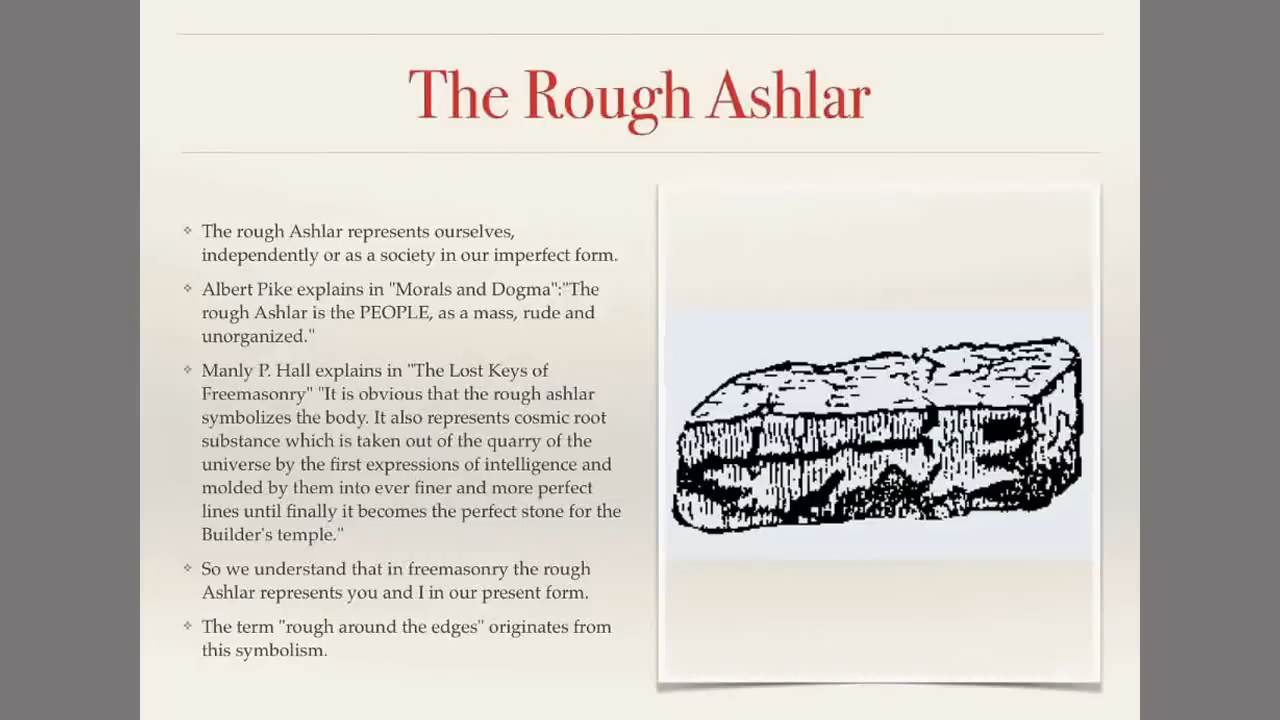 The Rough Ashlar
The rough Ashlar represents ourselves,
independently or as a society in our imperfect form.
Albert Pike explains in "Morals and Dogma":"The
rough Ashlar is the PEOPLE, as a mass, rude and
unorganized."
Manly P. Hall explains in "The Lost Keys of
Freemasonry" "It is obvious that the rough ashlar
symbolizes the body. It also represents cosmic root
substance which is taken out of the quarry of the
universe by the first expressions of intelligence and
molded by them into ever finer and more perfect
lines until finally it becomes the perfect stone for the
Builder's temple."
So we understand that in freemasonry the rough
Ashlar represents you and I in our present form.
The term "rough around the edges" originates from
this symbolism.